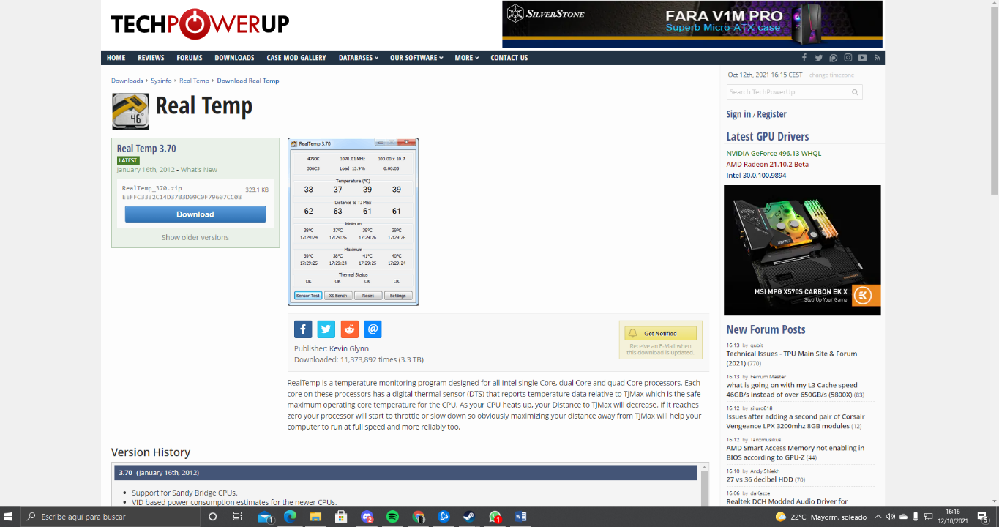 TECHPOWERUP
SILVERSTONE
FARA V1M PRO
Superb Micro-ATX case
HOME REVIEWS FORUMS DOWNLOADS CASE MOD GALLERY DATABASES OUR SOFTWARE MORE CONTACT US
Downloads › Sysinfo › Real Temp › Download Real Temp
46°
Real Temp
Real Temp 3.70
LATEST
January 16th, 2012 - What's New
RealTemp_370.zip 323.1 KB
EEFFC3332C14D37B3D09C0F79607CC08
Download
Show older versions
RealTemp 3.70
4790K 1070.01 MHz 100.00 x 10.7
306C3 Load 13.9% 0:00:05
Temperature (°C)
38 37 39 39
Distance to TJ Max
62 63 61 61
Minimum
38°C 37°C 39°C 39°C
17:29:24 17:29:26 17:29:26 17:29:26
Maximum
39°C 38°C 41°C 40°C
17:29:25 17:29:24 17:29:25 17:29:24
Thermal Status
OK OK OK OK
Sensor Test XS Bench Reset Settings
Publisher: Kevin Glynn
Downloaded: 11,373,892 times (3.3 TB)
Get Notified
Receive an E-Mail when
this download is updated.
RealTemp is a temperature monitoring program designed for all Intel single Core, dual Core and quad Core processors. Each
core on these processors has a digital thermal sensor (DTS) that reports temperature data relative to TjMax which is the safe
maximum operating core temperature for the CPU. As your CPU heats up, your Distance to TjMax will decrease. If it reaches
zero your processor will start to throttle or slow down so obviously maximizing your distance away from TjMax will help your
computer to run at full speed and more reliably too.
Version History
3.70 (January 16th, 2012)
• Support for Sandy Bridge CPUs.
• VID based power consumption estimates for the newer CPUs.
Oct 12th, 2021 16:15 CEST change timezone
Search TechPowerUp
Sign in / Register
Latest GPU Drivers
NVIDIA GeForce 496.13 WHQL
AMD Radeon 21.10.2 Beta
Intel 30.0.100.9894
MSI MPG X570S CARBON EK X
Step Up Your Game
New Forum Posts
16:13 by qubit
Technical Issues - TPU Main Site & Forum
(2021) (770)
16:13 by Ferrum Master
what is going on with my L3 Cache speed
46GB/s instead of over 650GB/s (5800X) (83)
16:12 by siluro818
Issues after adding a second pair of Corsair
Vengeance LPX 3200mhz 8GB modules (12)
16:12 by Tanzmusikus
AMD Smart Access Memory not enabling in
BIOS according to GPU-Z (44)
16:10 by Andy Shiekh
27 vs 36 decibel HDD (70)
16:06 by daKazze
Realtek DCH Modded Audio Driver for
Escribe aquí para buscar
22°C Mayorm. soleado
16:16
12/10/2021